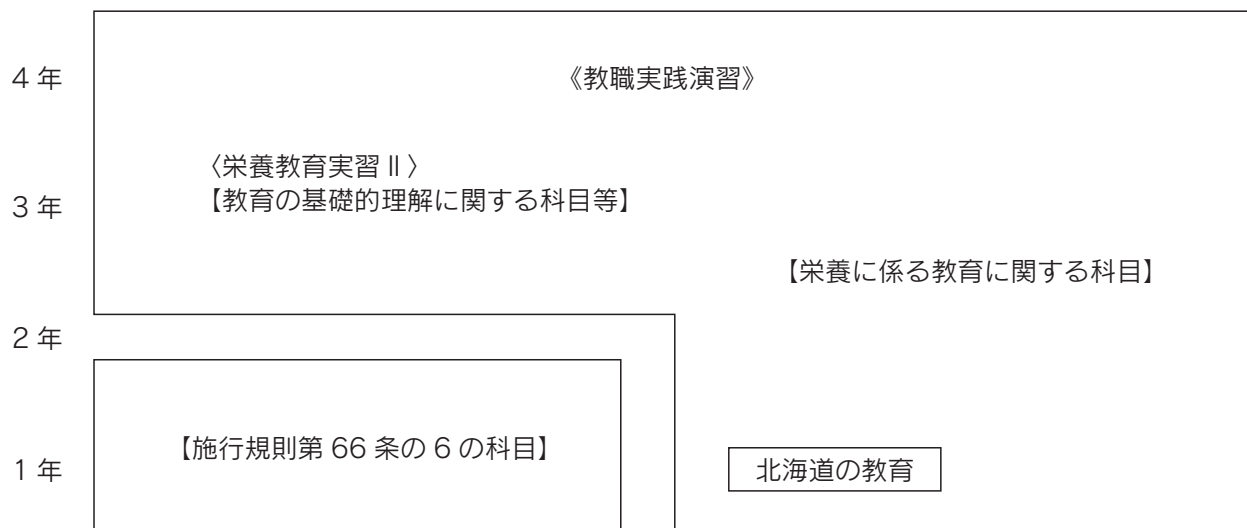 4 年
《教職実践演習》
〈栄養教育実習Ⅱ〉
3 年
【教育の基礎的理解に関する科目等】
【栄養に係る教育に関する科目】
2 年
【施行規則第 66 条の 6 の科目】
1 年
北海道の教育